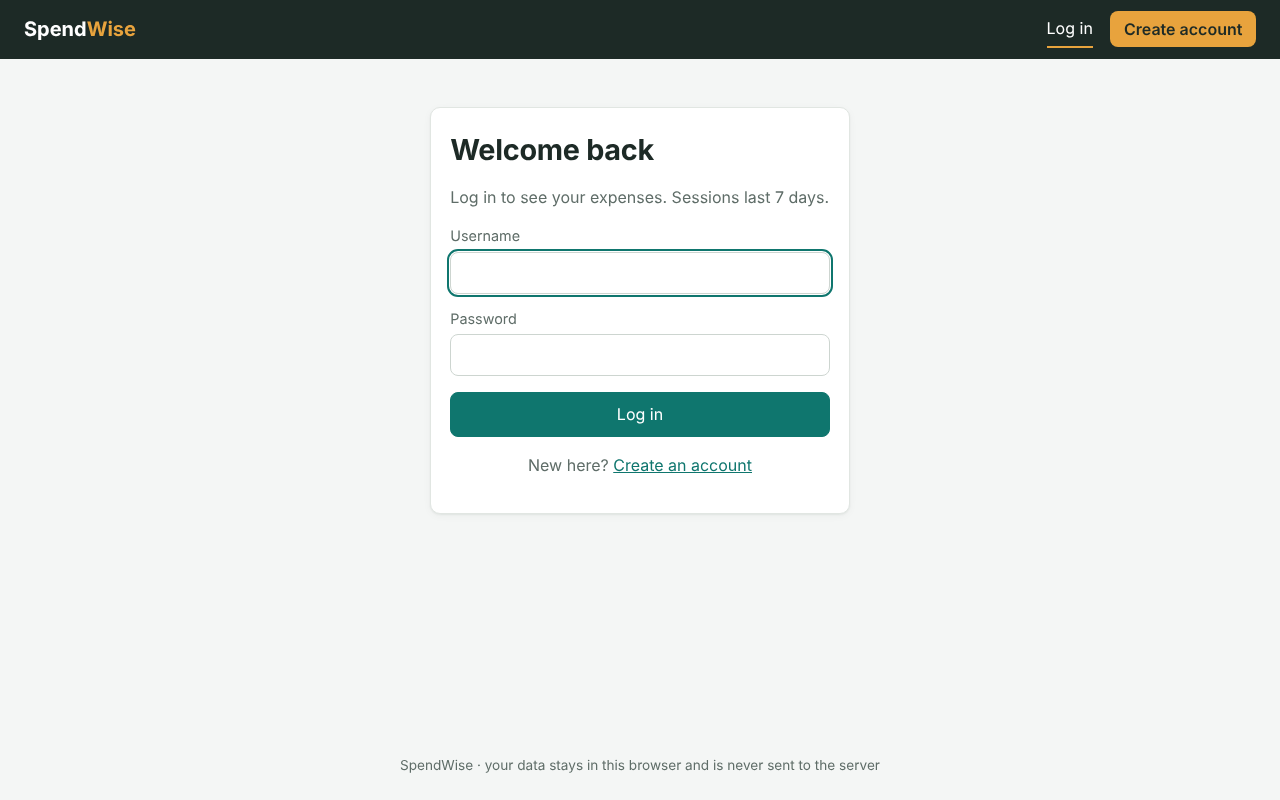 SpendWise
Log in
Create account
Welcome back
Log in to see your expenses. Sessions last 7 days.
Username
Password
Log in
New here? Create an account
SpendWise · your data stays in this browser and is never sent to the server